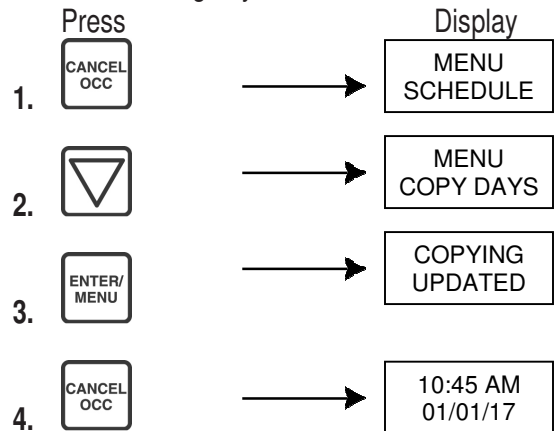 Press Display
1. CANCEL
OCC
MENU
SCHEDULE
2.
MENU
COPY DAYS
3. ENTER/
MENU
COPYING
UPDATED
4. CANCEL
OCC
10:45 AM
01/01/17